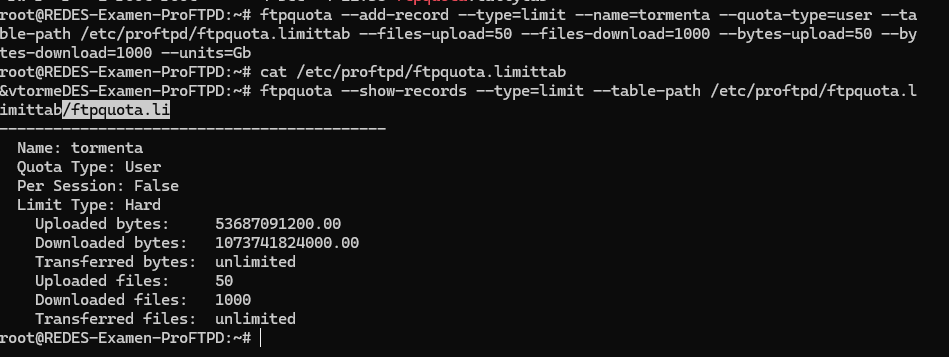 root@REDES-Examen-ProFTPD:~# ftpquota --add-record --type=limit --name=tormenta --quota-type=user --ta
ble-path /etc/proftpd/ftpquota.limittab --files-upload=50 --files-download=1000 --bytes-upload=50 --by
tes-download=1000 --units=Gb
root@REDES-Examen-ProFTPD:~# cat /etc/proftpd/ftpquota.limittab
&vtormeDES-Examen-ProFTPD:~# ftpquota --show-records --type=limit --table-path /etc/proftpd/ftpquota.l
imittab/ftpquota.li
-------------------------------------------
  Name: tormenta
  Quota Type: User
  Per Session: False
  Limit Type: Hard
    Uploaded bytes:     53687091200.00
    Downloaded bytes:   1073741824000.00
    Transferred bytes:  unlimited
    Uploaded files:     50
    Downloaded files:   1000
    Transferred files:  unlimited
root@REDES-Examen-ProFTPD:~#